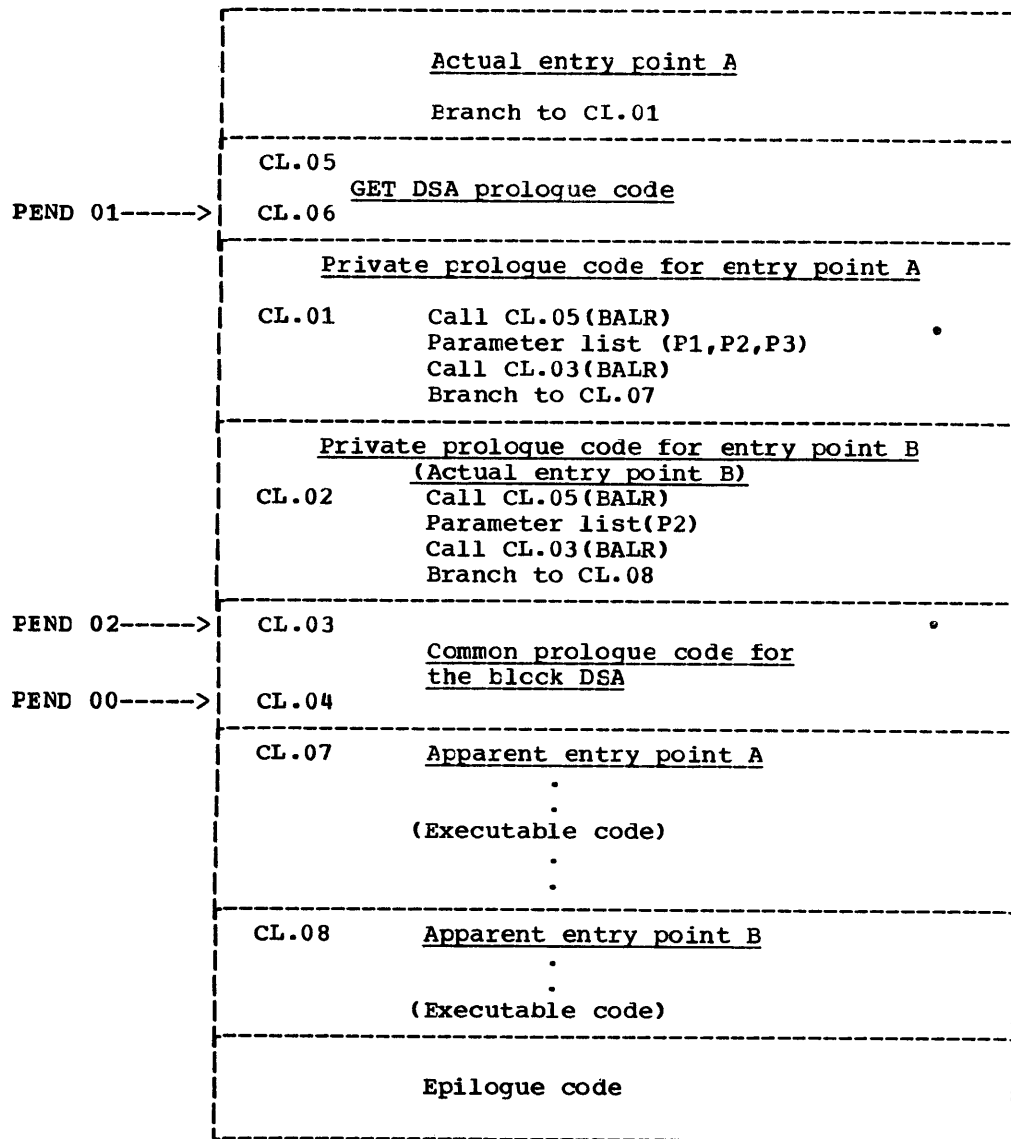 Actual entry point A
Branch to CL.01
CL.05
GET DSA prologue code
PEND 01-----> CL.06
Private prologue code for entry point A
CL.01 Call CL.05(BALR)
Parameter list (P1,P2,P3)
Call CL.03(BALR)
Branch to CL.07
Private prologue code for entry point B
(Actual entry point B)
CL.02 Call CL.05(BALR)
Parameter list(P2)
Call CL.03(BALR)
Branch to CL.08
PEND 02-----> CL.03
Common prologue code for
the block DSA
PEND 00-----> CL.04
CL.07 Apparent entry point A
.
.
(Executable code)
.
.
CL.08 Apparent entry point B
.
.
(Executable code)
Epilogue code